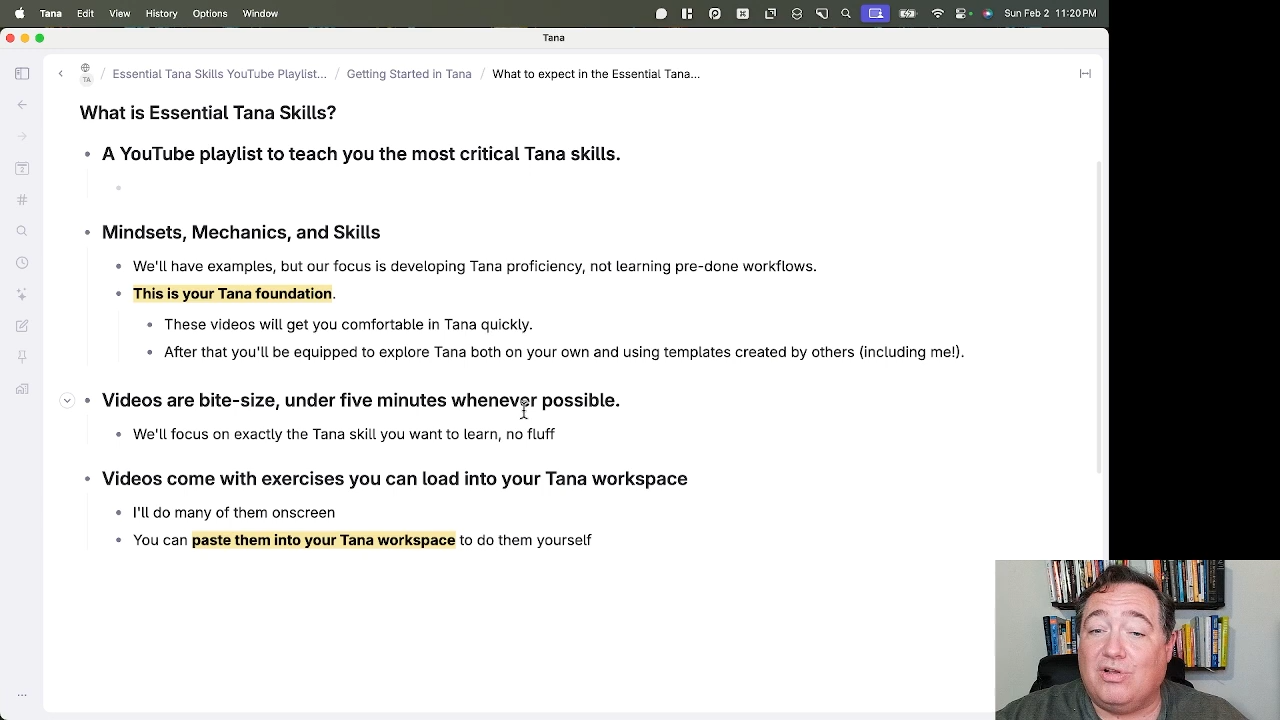 Tana Edit View History Options Window Sun Feb 2 11:20PM
Tana
TA / Essential Tana Skills YouTube Playlist... / Getting Started in Tana / What to expect in the Essential Tana...
What is Essential Tana Skills?
A YouTube playlist to teach you the most critical Tana skills.
Mindsets, Mechanics, and Skills
We'll have examples, but our focus is developing Tana proficiency, not learning pre-done workflows.
This is your Tana foundation.
These videos will get you comfortable in Tana quickly.
After that you'll be equipped to explore Tana both on your own and using templates created by others (including me!).
Videos are bite-size, under five minutes whenever possible.
We'll focus on exactly the Tana skill you want to learn, no fluff
Videos come with exercises you can load into your Tana workspace
I'll do many of them onscreen
You can paste them into your Tana workspace to do them yourself